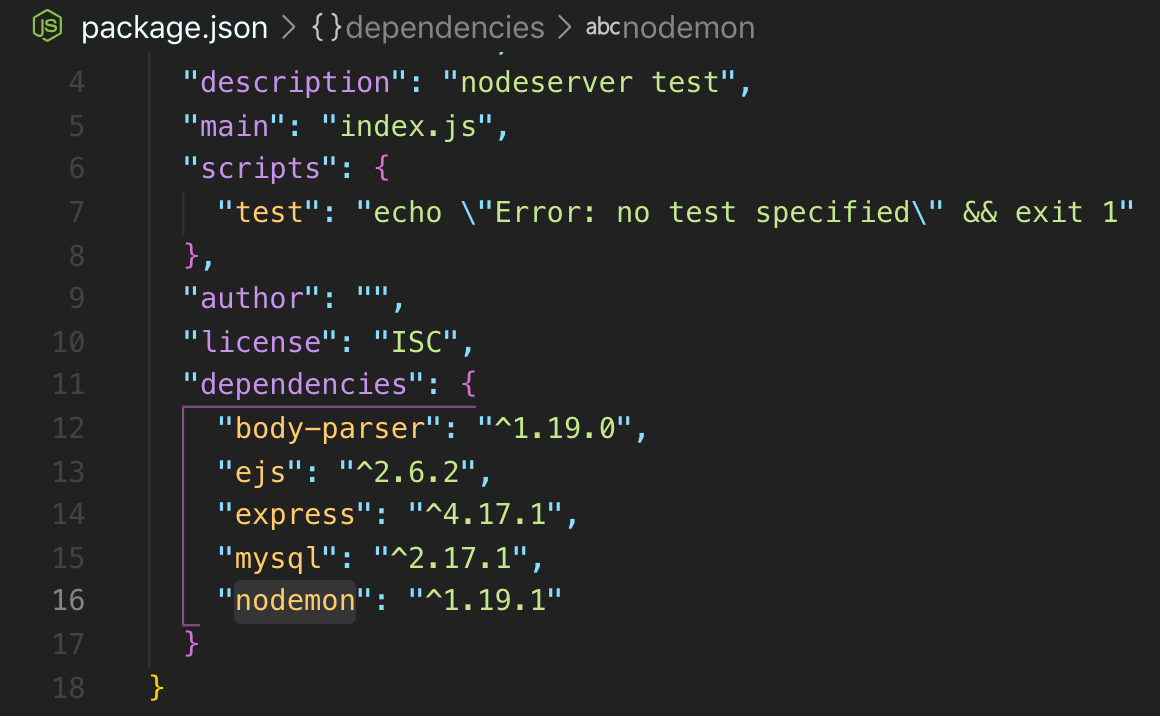 JS package.json > {} dependencies > abc nodemon
4 "description": "nodeserver test",
5 "main": "index.js",
6 "scripts": {
7 "test": "echo \"Error: no test specified\" && exit 1"
8 },
9 "author": "",
10 "license": "ISC",
11 "dependencies": {
12 "body-parser": "^1.19.0",
13 "ejs": "^2.6.2",
14 "express": "^4.17.1",
15 "mysql": "^2.17.1",
16 "nodemon": "^1.19.1"
17 }
18 }